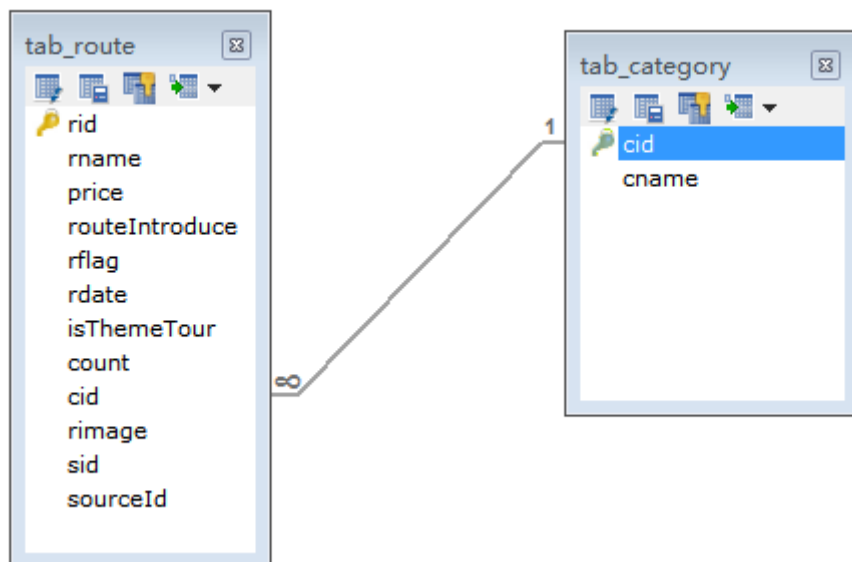 tab_route
rid
rname
price
routeIntroduce
rflag
rdate
isThemeTour
count
cid
rimage
sid
sourceId
∞
1
tab_category
cid
cname